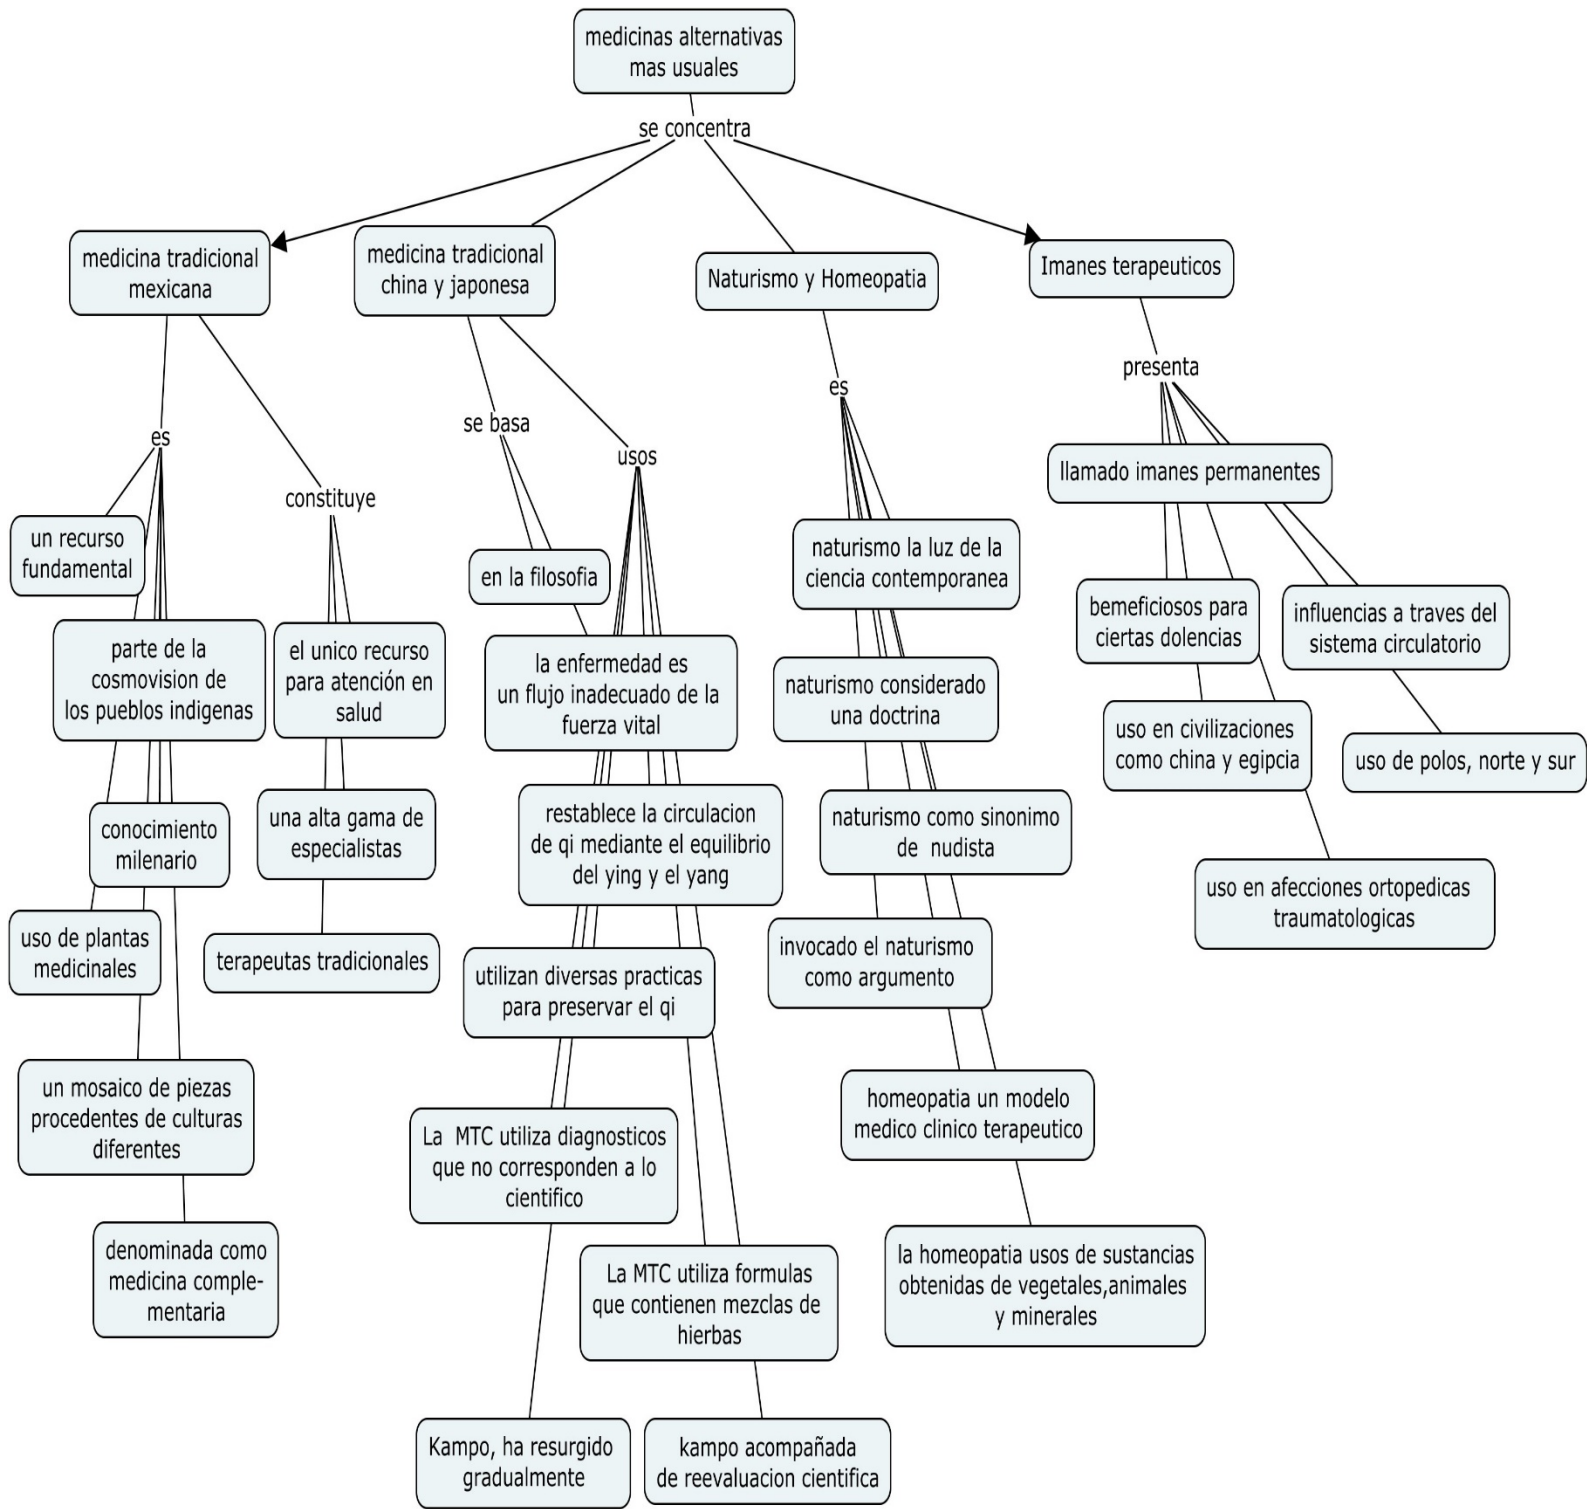 medicinas alternativas
mas usuales
se concentra
medicina tradicional
mexicana
medicina tradicional
china y japonesa
Naturismo y Homeopatia
Imanes terapeuticos
es
constituye
se basa
usos
es
presenta
un recurso
fundamental
parte de la
cosmovision de
los pueblos indigenas
conocimiento
milenario
uso de plantas
medicinales
un mosaico de piezas
procedentes de culturas
diferentes
denominada como
medicina comple-
mentaria
el unico recurso
para atención en
salud
una alta gama de
especialistas
terapeutas tradicionales
en la filosofia
la enfermedad es
un flujo inadecuado de la
fuerza vital
restablece la circulacion
de qi mediante el equilibrio
del ying y el yang
utilizan diversas practicas
para preservar el qi
La MTC utiliza diagnosticos
que no corresponden a lo
cientifico
La MTC utiliza formulas
que contienen mezclas de
hierbas
Kampo, ha resurgido
gradualmente
kampo acompañada
de reevaluacion cientifica
naturismo la luz de la
ciencia contemporanea
naturismo considerado
una doctrina
naturismo como sinonimo
de nudista
invocado el naturismo
como argumento
homeopatia un modelo
medico clinico terapeutico
la homeopatia usos de sustancias
obtenidas de vegetales,animales
y minerales
llamado imanes permanentes
bemeficiosos para
ciertas dolencias
influencias a traves del
sistema circulatorio
uso en civilizaciones
como china y egipcia
uso de polos, norte y sur
uso en afecciones ortopedicas
traumatologicas